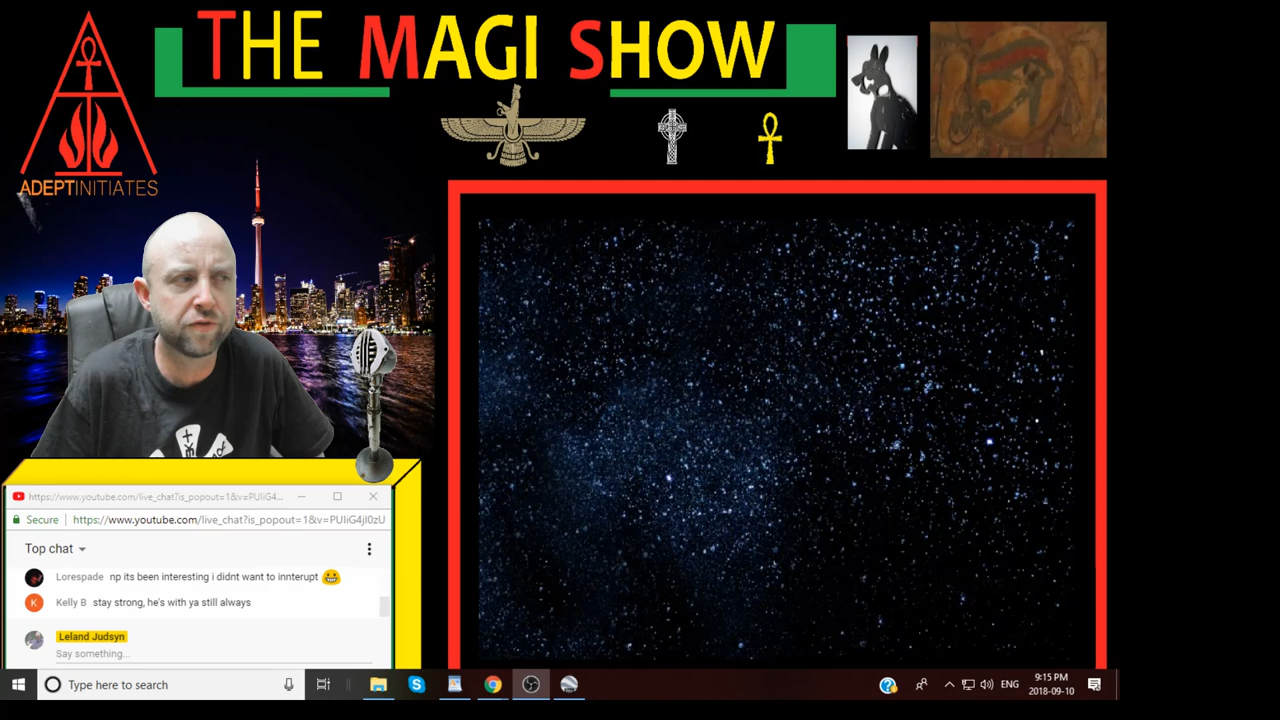 THE MAGI SHOW
ADEPTINITIATES
https://www.youtube.com/live_chat?is_popout=1&v=PUIiG4...
Secure https://www.youtube.com/live_chat?is_popout=1&v=PUIiG4jI0zU
Top chat
Lorespade np its been interesting i didnt want to innterupt
K Kelly B stay strong, he's with ya still always
Leland Judsyn
Say something...
Type here to search
ENG
9:15 PM
2018-09-10